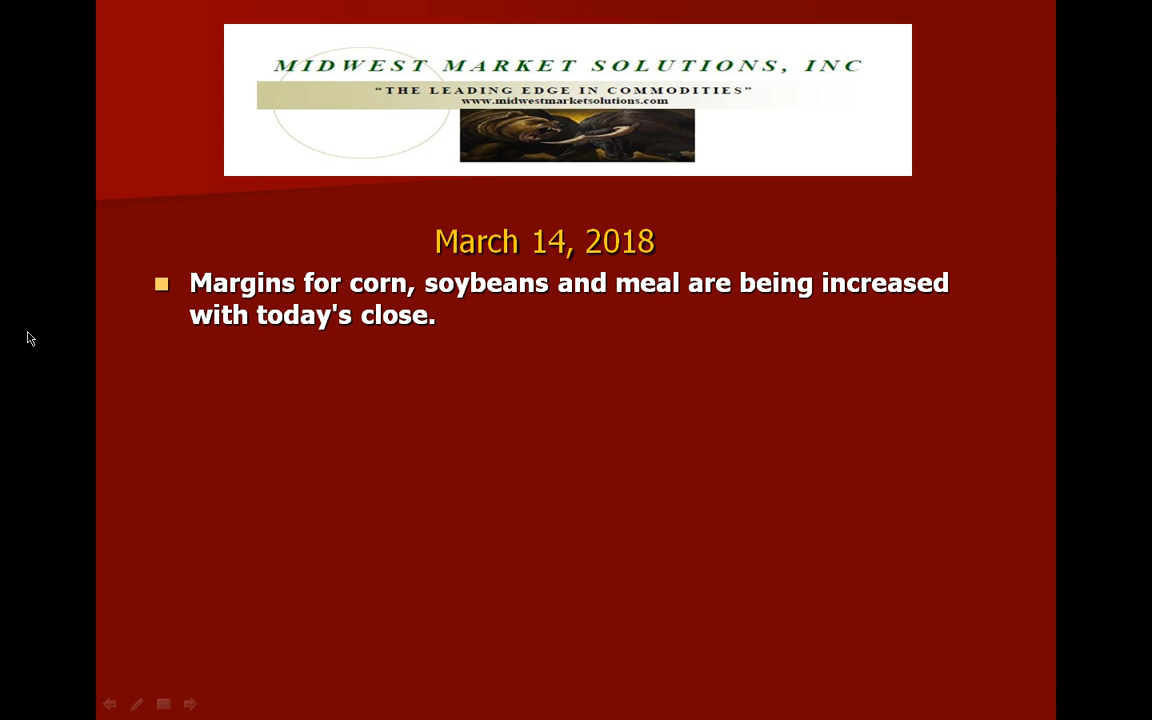 MIDWEST MARKET SOLUTIONS, INC
“THE LEADING EDGE IN COMMODITIES”
www.midwestmarketsolutions.com
March 14, 2018
Margins for corn, soybeans and meal are being increased
with today's close.